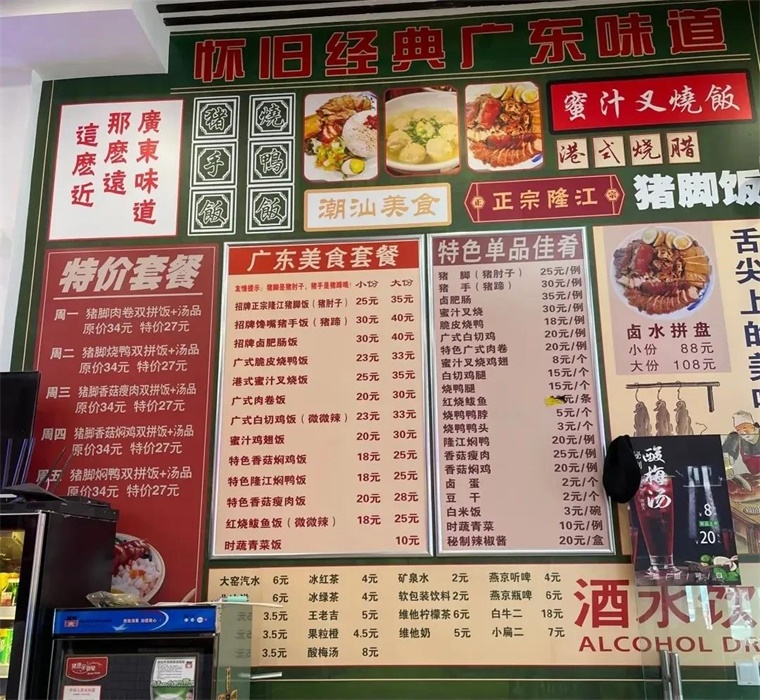 怀旧经典广东味道
廣東味道
那麽遠
這麽近
猪手飯
燒鴨飯
蜜汁叉燒飯
港式烧腊
潮汕美食
正宗隆江
猪脚饭
特价套餐
周一 猪脚肉卷双拼饭+汤品
原价34元 特价27元
周二 猪脚烧鸭双拼饭+汤品
原价34元 特价27元
周三 猪脚香菇瘦肉双拼饭+汤品
原价34元 特价27元
周四 猪脚香菇焖鸡双拼饭+汤品
原价34元 特价27元
周五 猪脚焖鸭双拼饭+汤品
原价34元 特价27元
广东美食套餐
友情提示：猪脚是猪肘子，猪手是猪蹄哦！ 小份 大份
招牌正宗隆江猪脚饭（猪肘子） 25元 35元
招牌馋嘴猪手饭（猪蹄） 30元 40元
招牌卤肥肠饭 30元 40元
广式脆皮烧鸭饭 23元 33元
港式蜜汁叉烧饭 25元 35元
广式肉卷饭 20元 30元
广式白切鸡饭（微微辣） 23元 33元
蜜汁鸡翅饭 20元 30元
特色香菇焖鸡饭 18元 25元
特色隆江焖鸭饭 18元 25元
特色香菇瘦肉饭 20元 28元
红烧鲅鱼饭（微微辣） 18元 25元
时蔬青菜饭 10元
特色单品佳肴
猪 脚（猪肘子） 25元/例
猪 手（猪蹄） 30元/例
卤肥肠 35元/例
蜜汁叉烧 30元/例
脆皮烧鸭 18元/例
广式白切鸡 20元/例
特色广式肉卷 20元/例
蜜汁烧鸡翅 8元/个
白切鸡腿 15元/个
烧鸭腿 15元/个
红烧鲅鱼 元/条
烧鸭鸭脖 5元/个
烧鸭鸭头 3元/个
隆江焖鸭 20元/例
香菇瘦肉 25元/例
香菇焖鸡 20元/例
卤 蛋 2元/个
豆 干 2元/个
白米饭 3元/碗
时蔬青菜 10元/例
秘制辣椒酱 20元/盒
卤水拼盘
小份 88元
大份 108元
舌尖上的美味
酸梅汤
8
20
大窑汽水 6元 冰红茶 4元 矿泉水 2元 燕京听啤 4元
6元 冰绿茶 4元 软包装饮料 2元 燕京瓶啤 6元
3.5元 王老吉 5元 维他柠檬茶 6元 白牛二 18元
3.5元 果粒橙 4.5元 维他奶 5元 小扁二 7元
3.5元 酸梅汤 8元
酒水饮
ALCOHOL DR